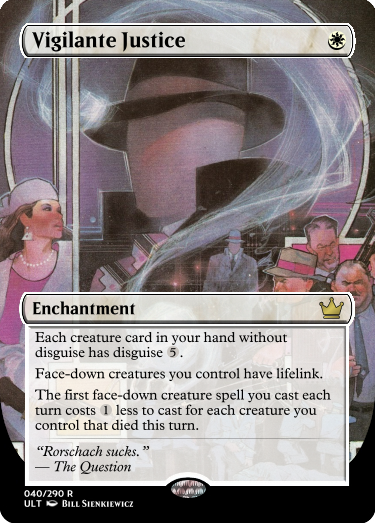 Vigilante Justice
Enchantment
Each creature card in your hand without
disguise has disguise 5.
Face-down creatures you control have lifelink.
The first face-down creature spell you cast each
turn costs 1 less to cast for each creature you
control that died this turn.
“Rorschach sucks.”
— The Question
040/290 R
ULT BILL SIENKIEWICZ